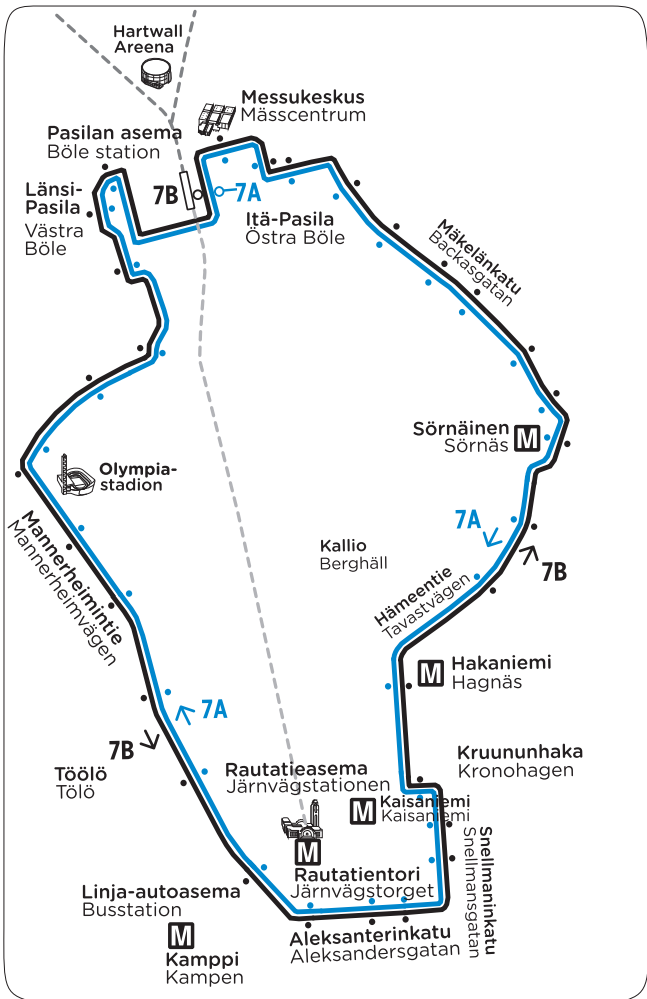 Hartwall
Areena
Messukeskus
Mässcentrum
Pasilan asema
Böle station
Länsi-
Pasila
Västra
Böle
7B
7A
Itä-Pasila
Östra Böle
Mäkelänkatu
Backasgatan
Sörnäinen
Sörnäs
M
Olympia-
stadion
7A
7B
Kallio
Berghäll
Mannerheimintie
Mannerheimvägen
Hämeentie
Tavastvägen
Hakaniemi
Hagnäs
M
7A
7B
Töölö
Tölö
Rautatieasema
Järnvägstationen
Kruununhaka
Kronohagen
M
Kaisaniemi
Kaisaniemi
M
Rautatientori
Järnvägstorget
Snellmaninkatu
Snellmansgatan
Linja-autoasema
Busstation
M
Kamppi
Kampen
Aleksanterinkatu
Aleksandersgatan